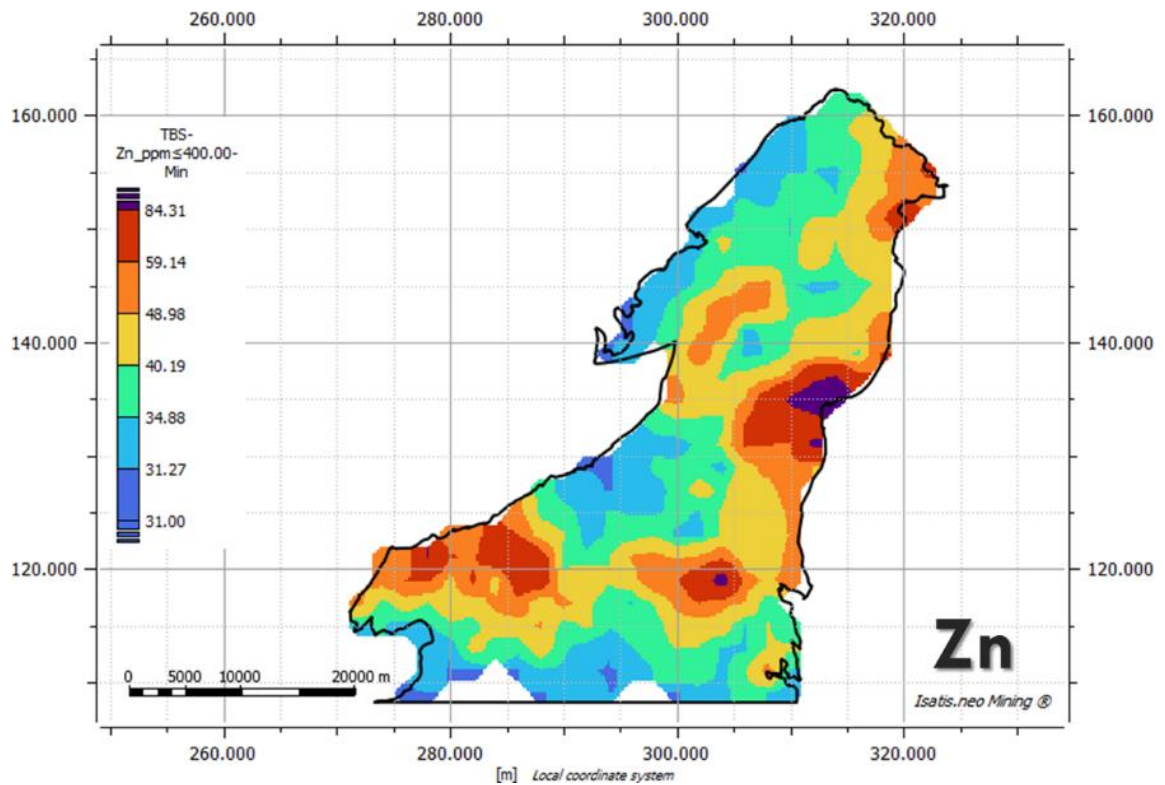 260.000 280.000 300.000 320.000
160.000 160.000
TBS-
Zn_ppm≤400.00-
Min
84.31
59.14
48.98
40.19
34.88
31.27
31.00
140.000 140.000
120.000 120.000
0 5000 10000 20000 m
Zn
Isatis.neo Mining ®
260.000 280.000 300.000 320.000
[m] Local coordinate system